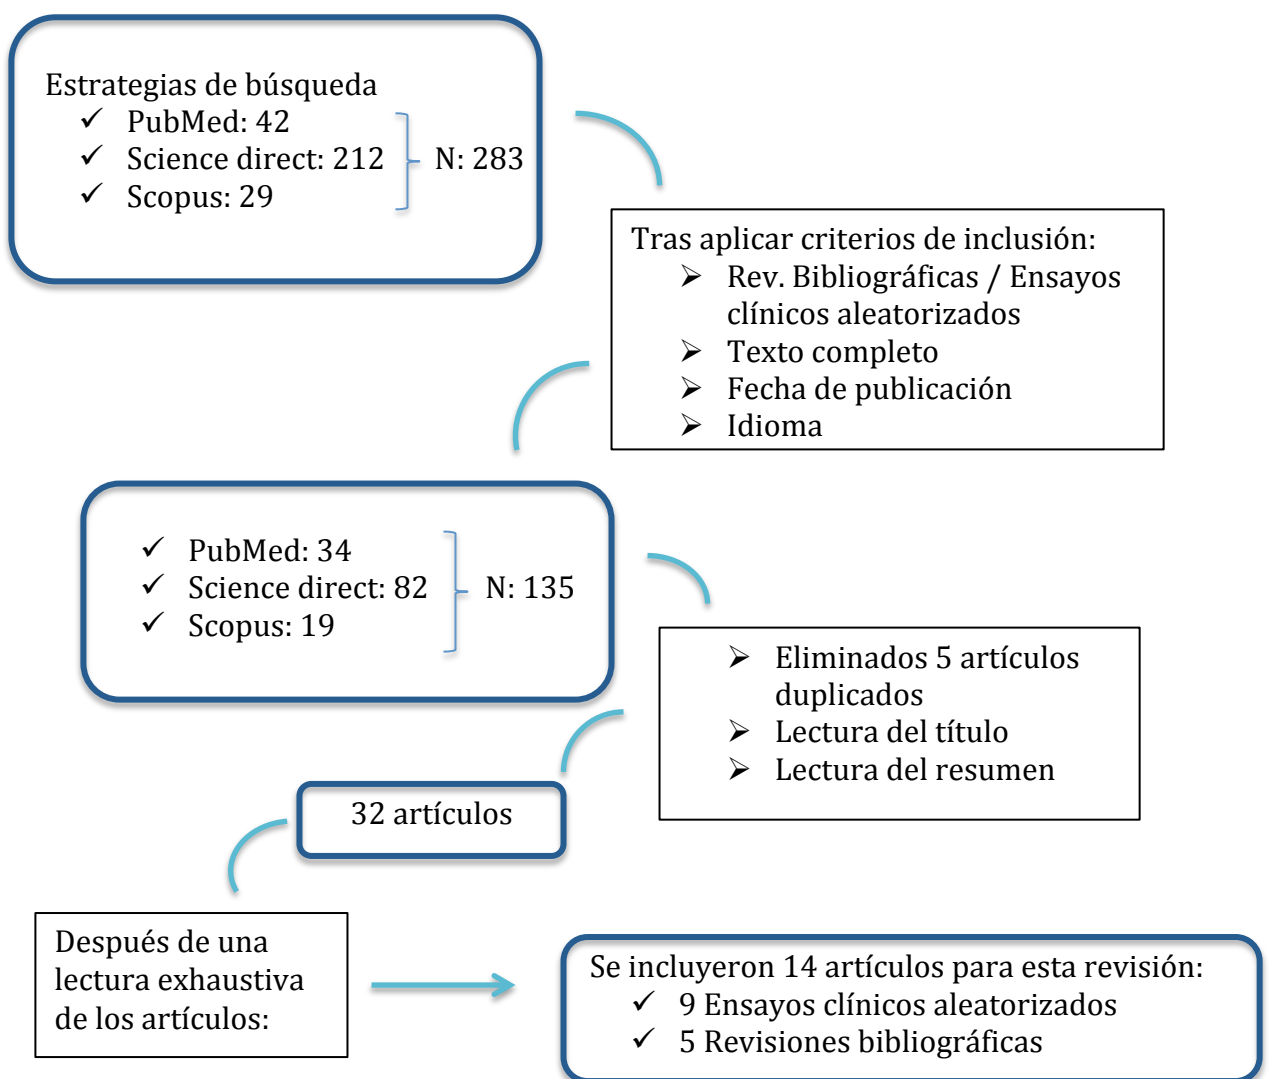 Estrategias de búsqueda
✓ PubMed: 42
✓ Science direct: 212
✓ Scopus: 29
N: 283
Tras aplicar criterios de inclusión:
➢ Rev. Bibliográficas / Ensayos
clínicos aleatorizados
➢ Texto completo
➢ Fecha de publicación
➢ Idioma
✓ PubMed: 34
✓ Science direct: 82
✓ Scopus: 19
N: 135
➢ Eliminados 5 artículos
duplicados
➢ Lectura del título
➢ Lectura del resumen
32 artículos
Después de una
lectura exhaustiva
de los artículos:
Se incluyeron 14 artículos para esta revisión:
✓ 9 Ensayos clínicos aleatorizados
✓ 5 Revisiones bibliográficas